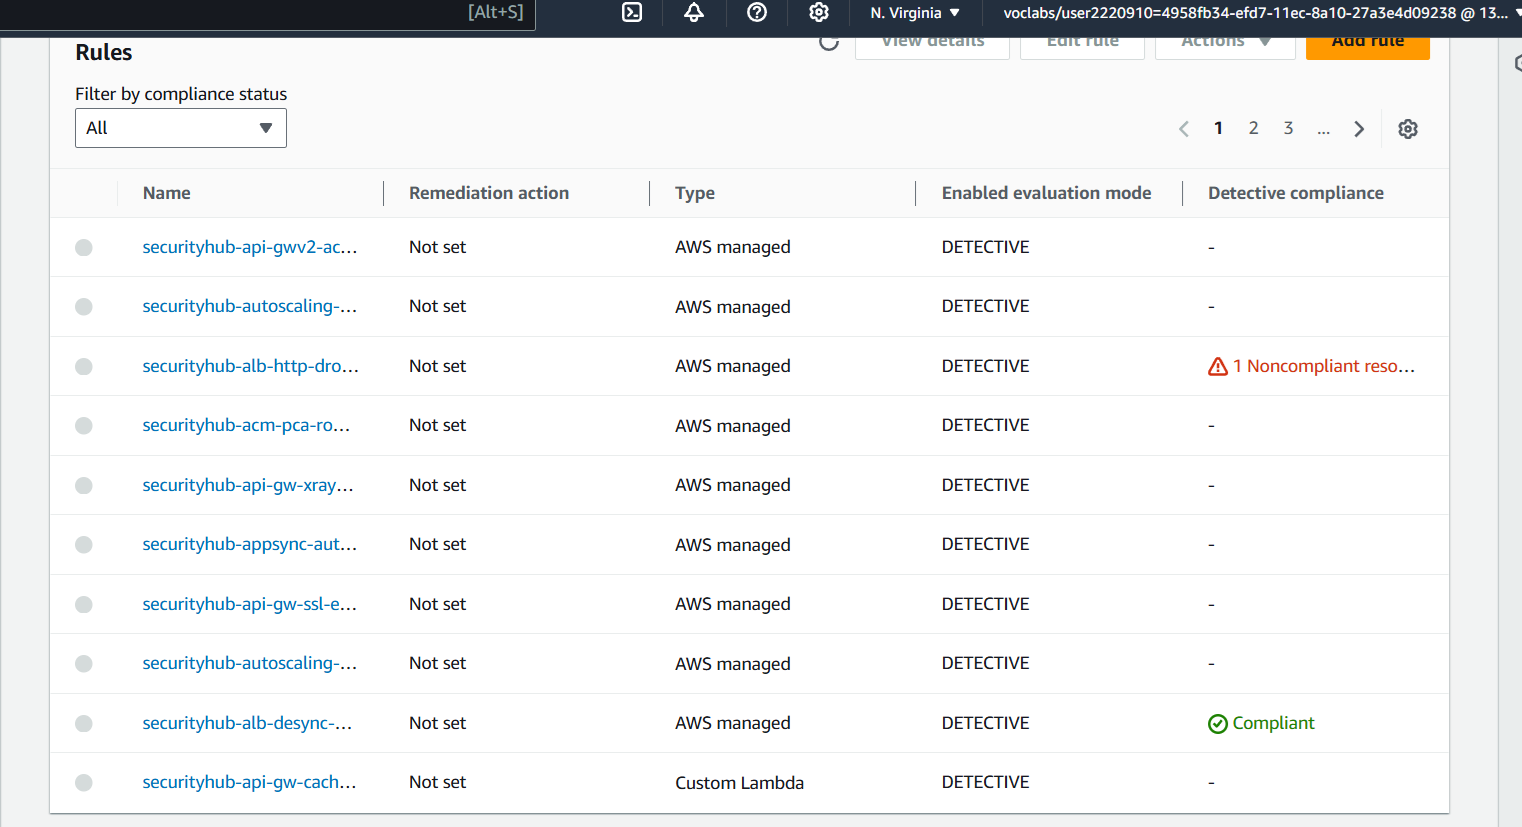 [Alt+S] N. Virginia voclabs/user2220910=4958fb34-efd7-11ec-8a10-27a3e4d09238 @ 13...
Rules View details Edit rule Actions Add rule
Filter by compliance status
All 1 2 3 ...
Name Remediation action Type Enabled evaluation mode Detective compliance
securityhub-api-gwv2-ac... Not set AWS managed DETECTIVE -
securityhub-autoscaling-... Not set AWS managed DETECTIVE -
securityhub-alb-http-dro... Not set AWS managed DETECTIVE 1 Noncompliant reso...
securityhub-acm-pca-ro... Not set AWS managed DETECTIVE -
securityhub-api-gw-xray... Not set AWS managed DETECTIVE -
securityhub-appsync-aut... Not set AWS managed DETECTIVE -
securityhub-api-gw-ssl-e... Not set AWS managed DETECTIVE -
securityhub-autoscaling-... Not set AWS managed DETECTIVE -
securityhub-alb-desync-... Not set AWS managed DETECTIVE Compliant
securityhub-api-gw-cach... Not set Custom Lambda DETECTIVE -